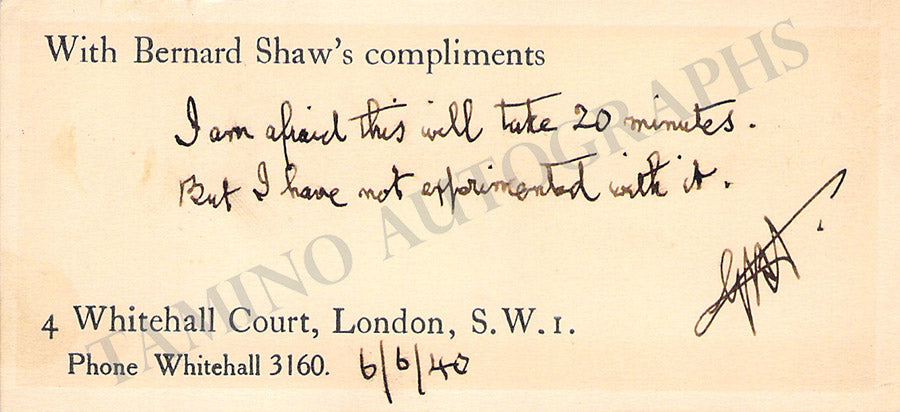 With Bernard Shaw's compliments
I am afraid this will take 20 minutes.
But I have not experimented with it.
4 Whitehall Court, London, S.W.1.
Phone Whitehall 3160. 6/6/40
TAMINO AUTOGRAPHS